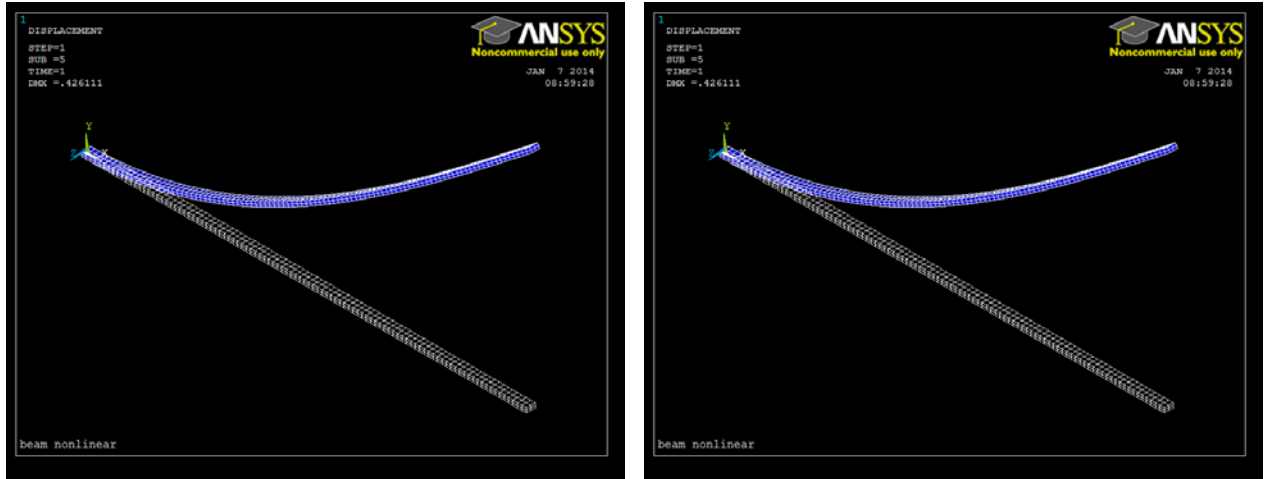 1
DISPLACEMENT
STEP=1
SUB =5
TIME=1
DMX =.426111
ANSYS
Noncommercial use only
JAN 7 2014
08:59:28
Y
Z X
beam nonlinear
1
DISPLACEMENT
STEP=1
SUB =5
TIME=1
DMX =.426111
ANSYS
Noncommercial use only
JAN 7 2014
08:59:28
Y
Z X
beam nonlinear